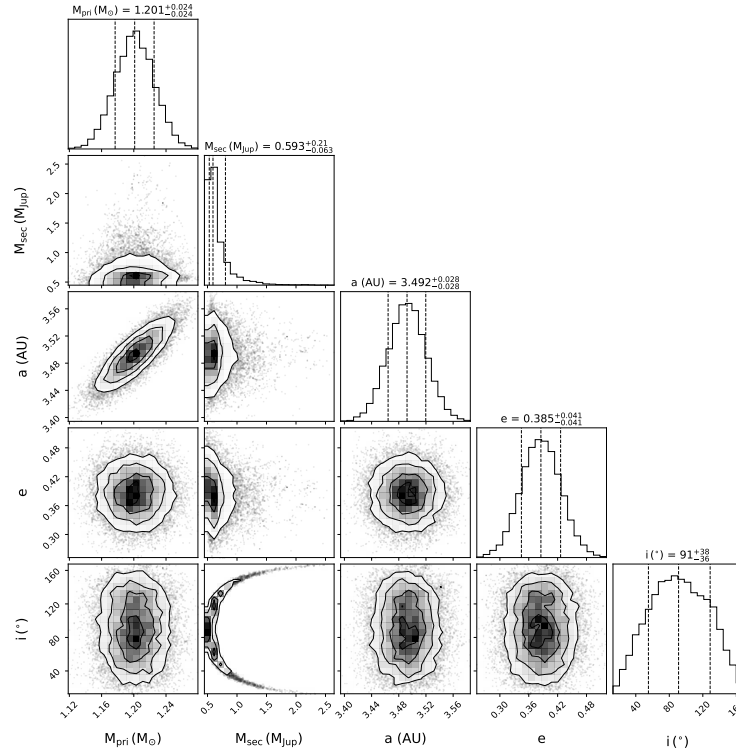 M_pri (M_⊙) = 1.201^{+0.024}_{−0.024}
M_sec (M_Jup) = 0.593^{+0.21}_{−0.063}
M_sec (M_Jup)
2.5
2.0
1.5
1.0
0.5
a (AU) = 3.492^{+0.028}_{−0.028}
a (AU)
3.56
3.52
3.48
3.44
3.40
e = 0.385^{+0.041}_{−0.041}
e
0.48
0.42
0.36
0.30
i (°) = 91^{+38}_{−36}
i (°)
160
120
80
40
1.12 1.16 1.20 1.24
0.5 1.0 1.5 2.0 2.5
3.40 3.44 3.48 3.52 3.56
0.30 0.36 0.42 0.48
40 80 120 160
M_pri (M_⊙) M_sec (M_Jup) a (AU) e i (°)